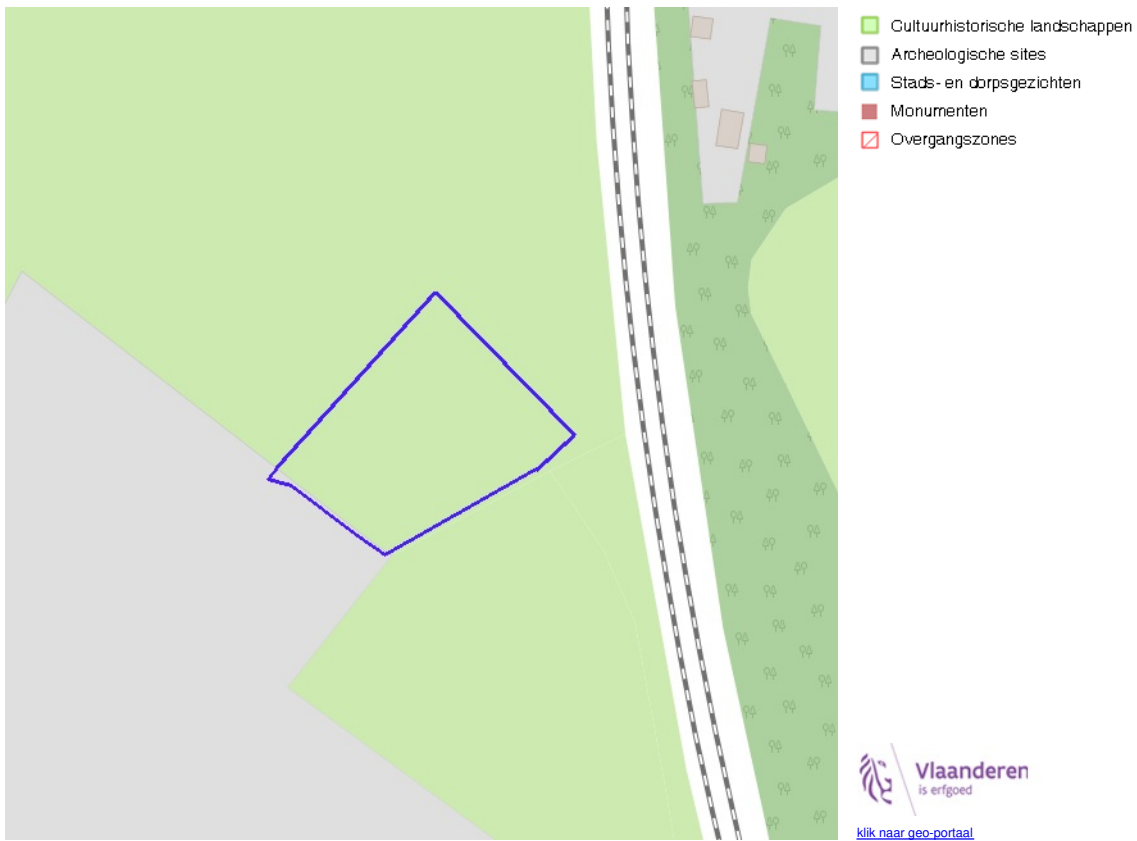 Cultuurhistorische landschappen
Archeologische sites
Stads- en dorpsgezichten
Monumenten
Overgangszones
Vlaanderen
is erfgoed
klik naar geo-portaal